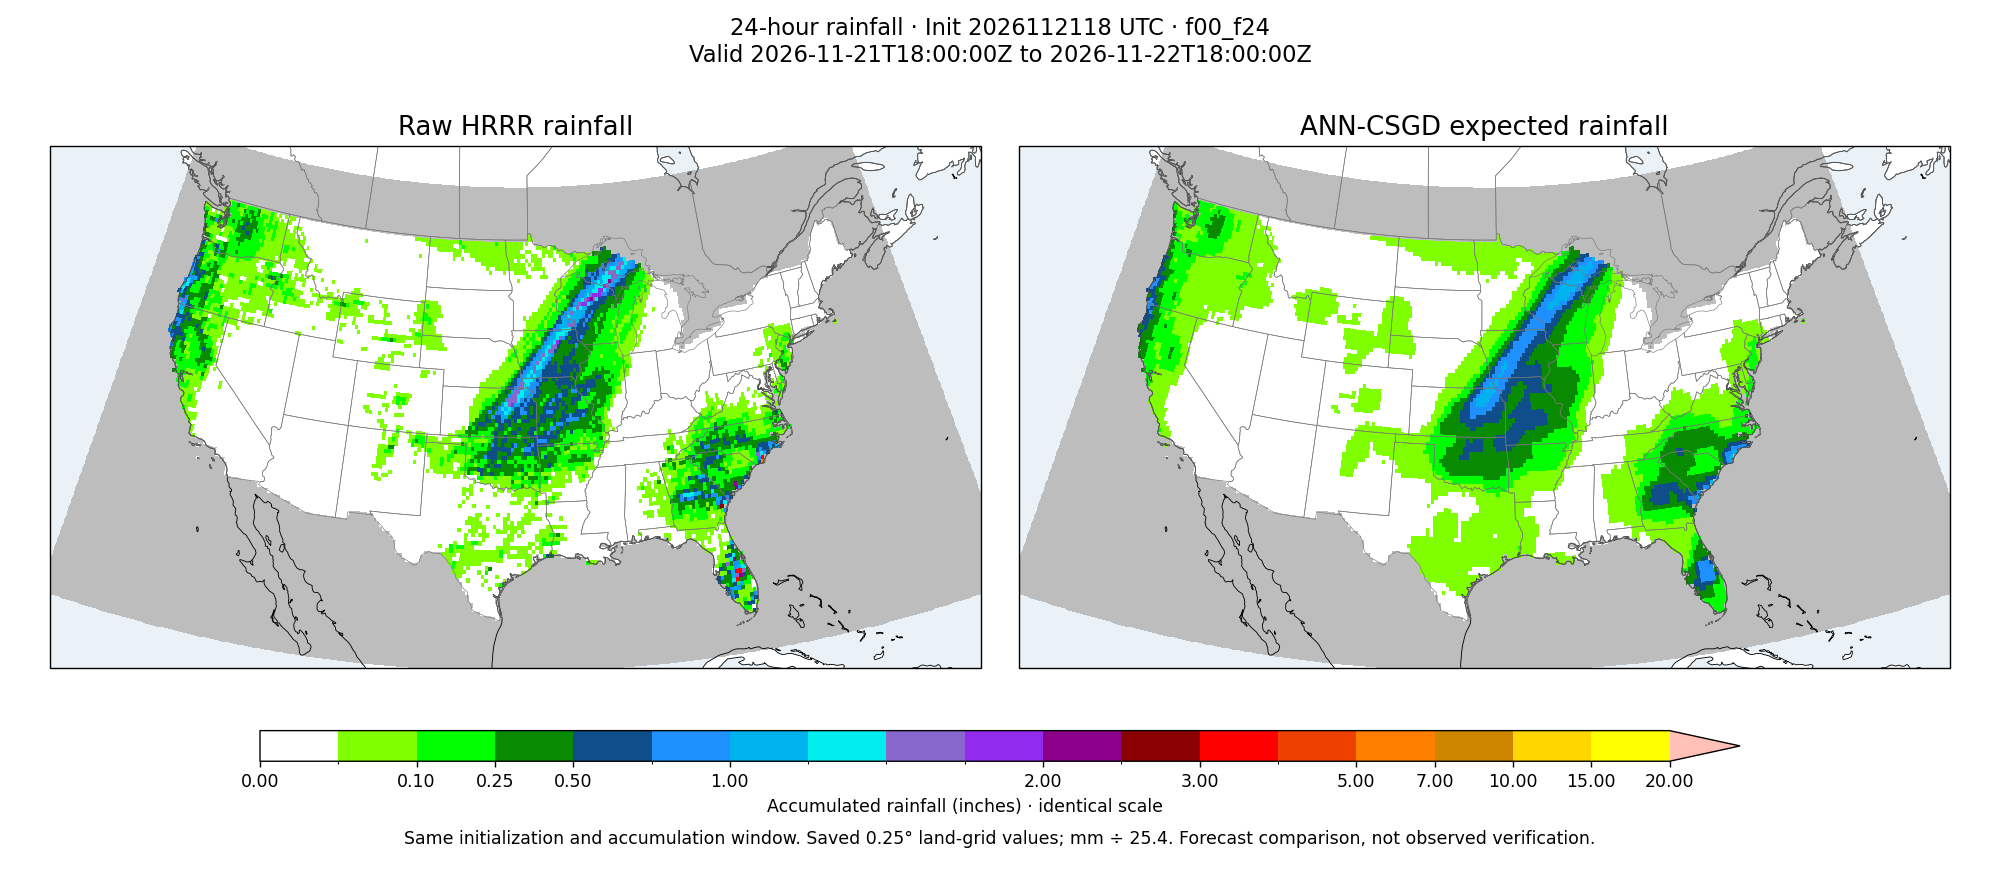 24-hour rainfall · Init 2026112118 UTC · f00_f24
Valid 2026-11-21T18:00:00Z to 2026-11-22T18:00:00Z
Raw HRRR rainfall
ANN-CSGD expected rainfall
0.00 0.10 0.25 0.50 1.00 2.00 3.00 5.00 7.00 10.00 15.00 20.00
Accumulated rainfall (inches) · identical scale
Same initialization and accumulation window. Saved 0.25° land-grid values; mm ÷ 25.4. Forecast comparison, not observed verification.